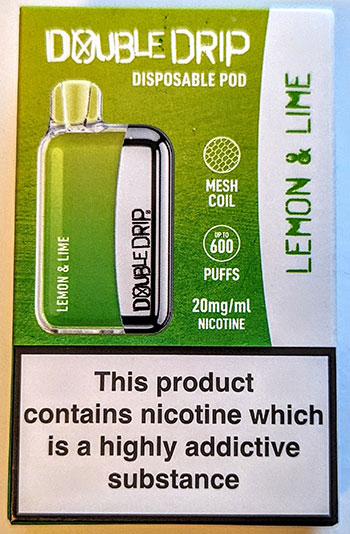 DOUBLE DRIP
DISPOSABLE POD
LEMON & LIME
MESH
COIL
UP TO
600
PUFFS
20mg/ml
NICOTINE
LEMON & LIME
DOUBLE DRIP
This product
contains nicotine which
is a highly addictive
substance